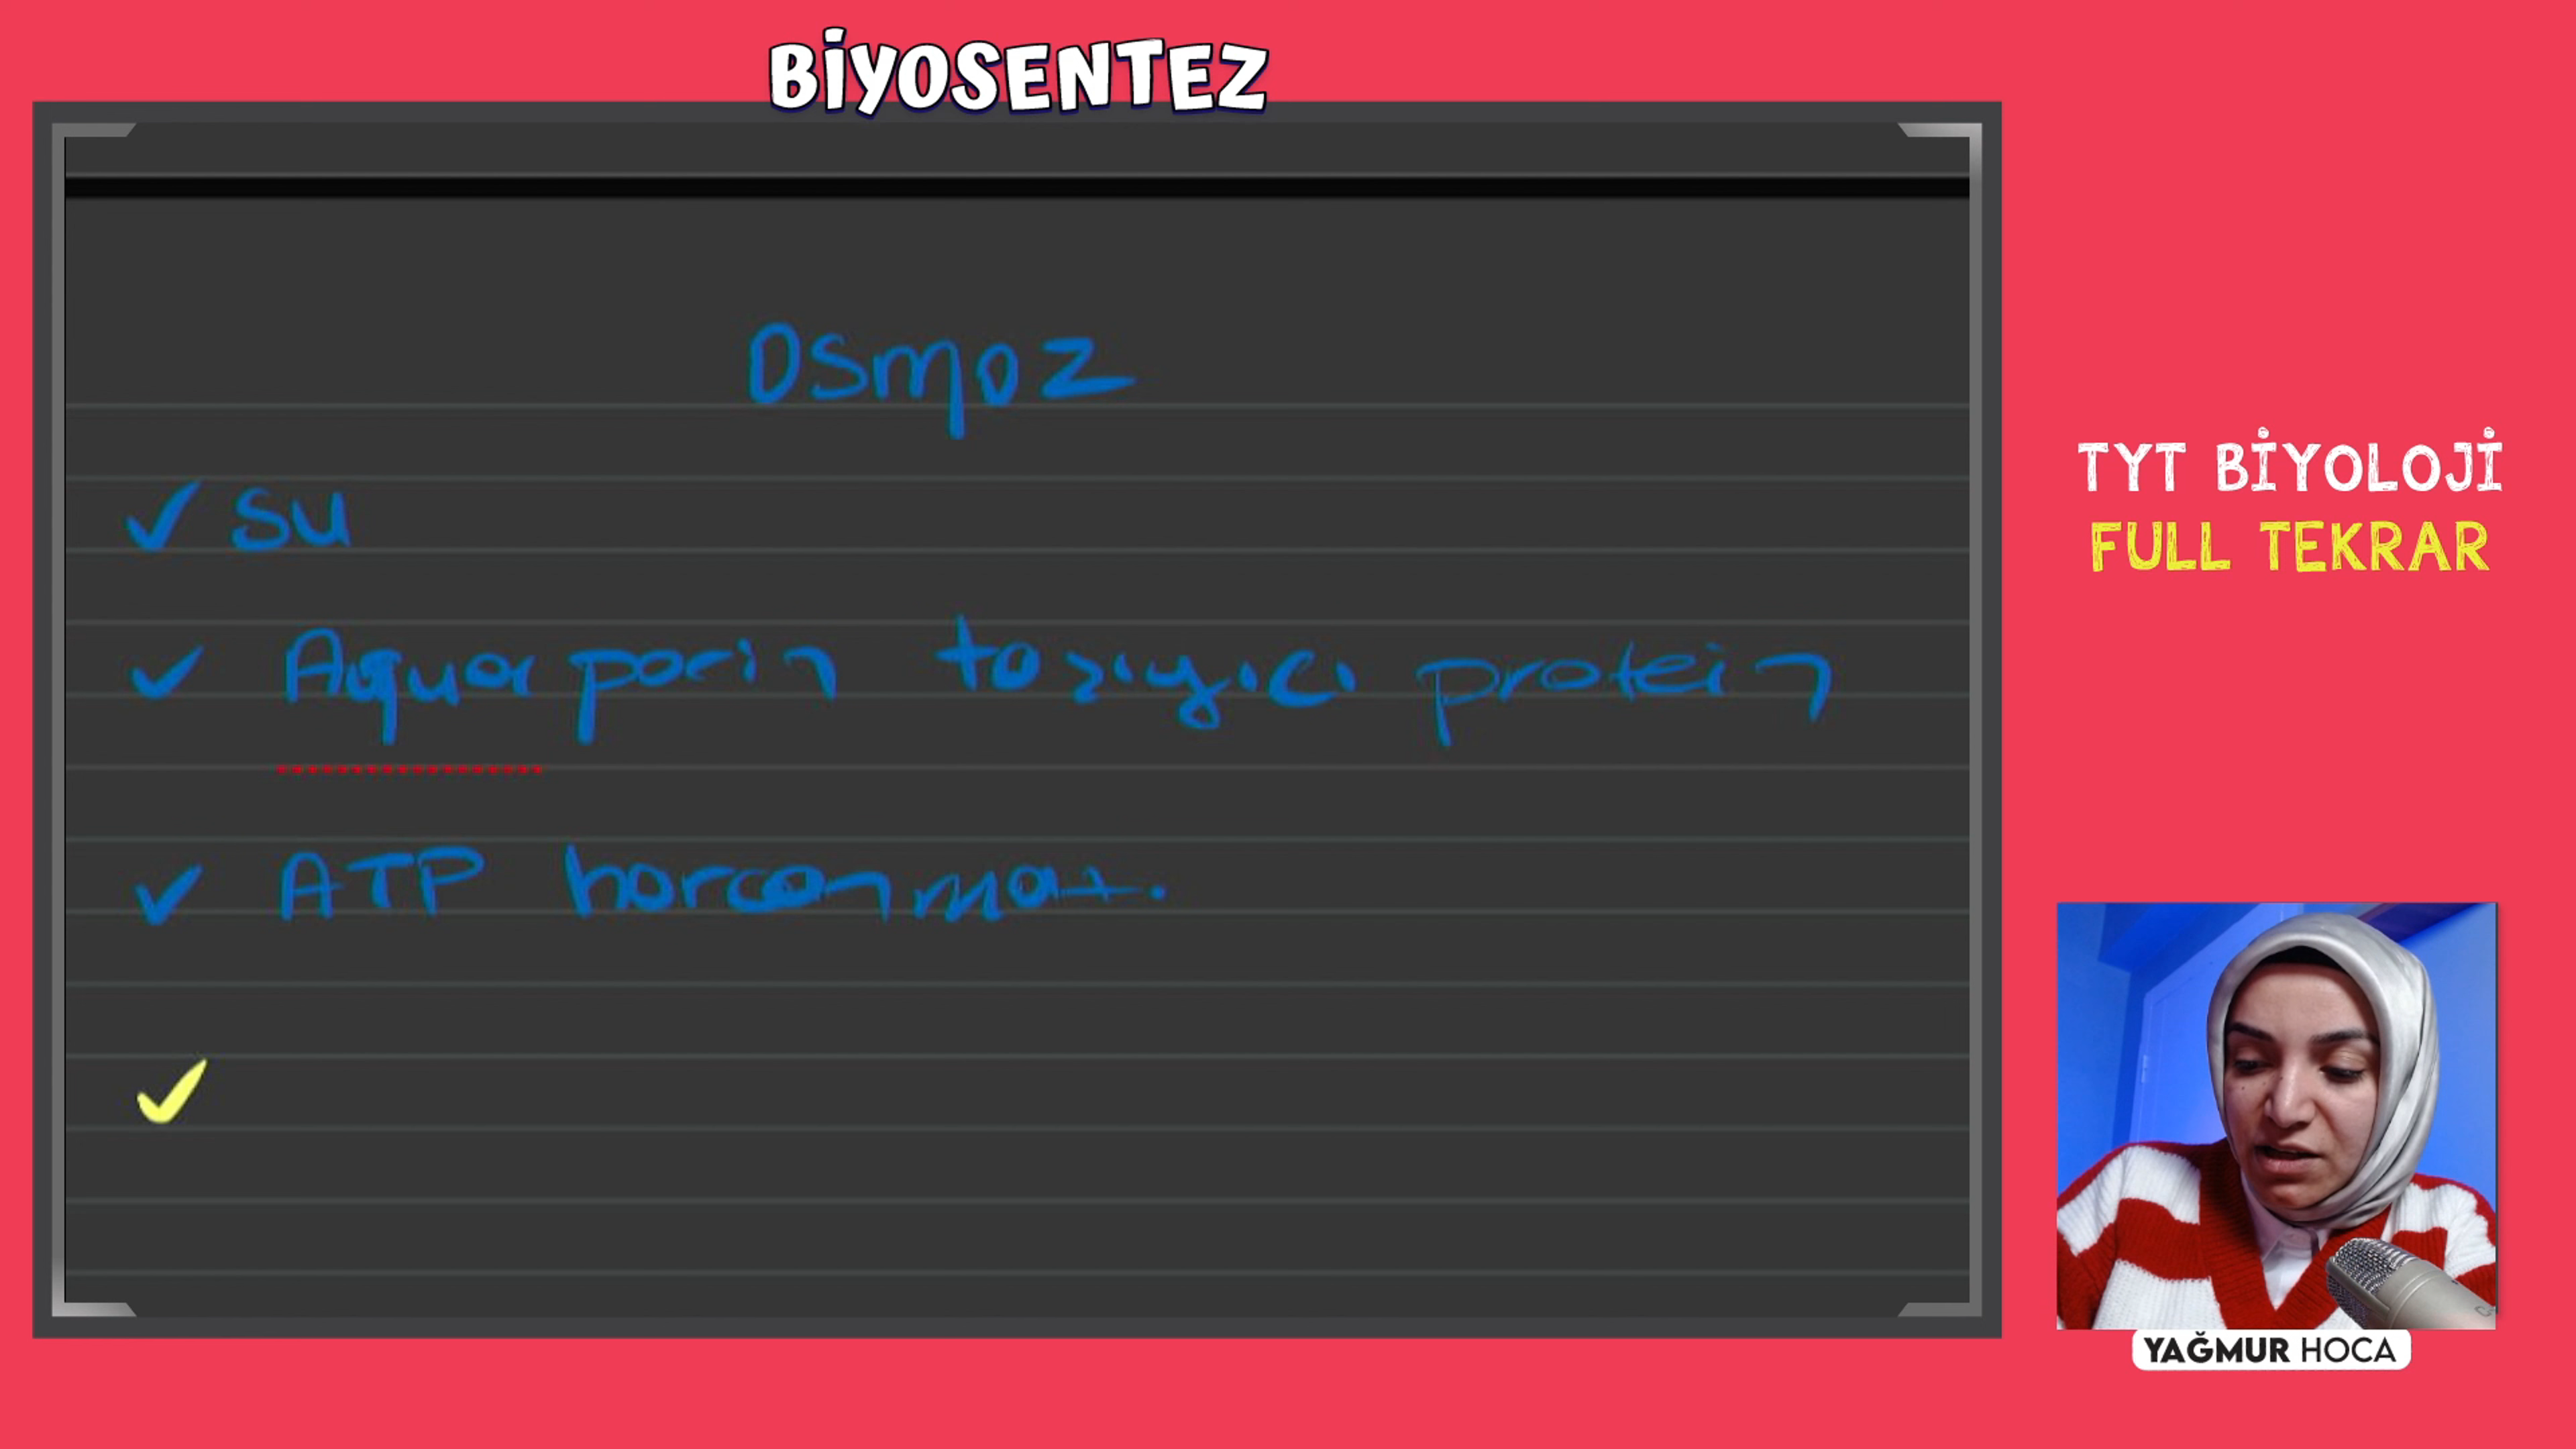 BİYOSENTEZ
Osmoz
✓ su
✓ Aquaporin taşıyıcı protein
✓ ATP harcanmaz.
✓
TYT BİYOLOJİ
FULL TEKRAR
YAĞMUR HOCA